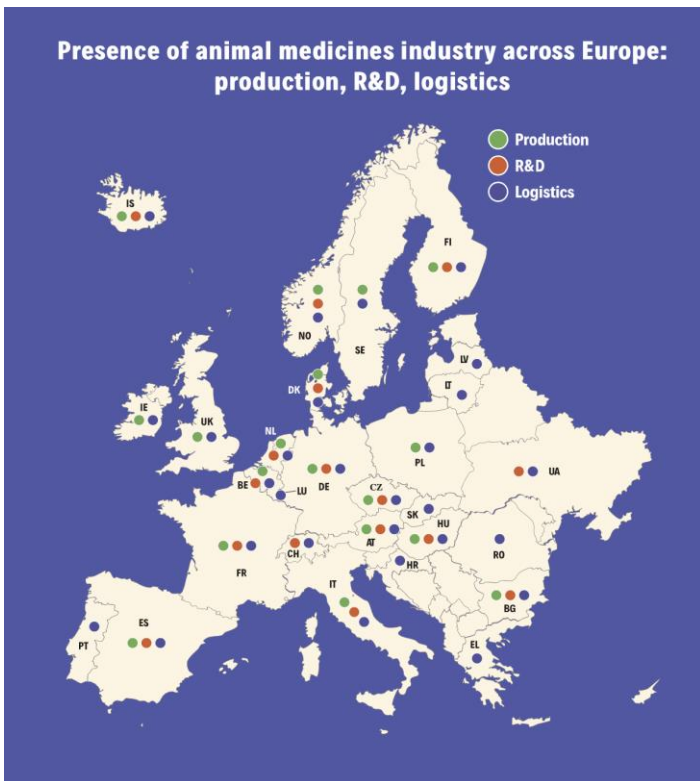 Presence of animal medicines industry across Europe:
production, R&D, logistics
Production
R&D
Logistics
IS
FI
NO
SE
LV
DK
LT
IE
UK
NL
PL
BE
LU
DE
CZ
UA
SK
HU
AT
CH
RO
HR
FR
IT
BG
ES
PT
EL